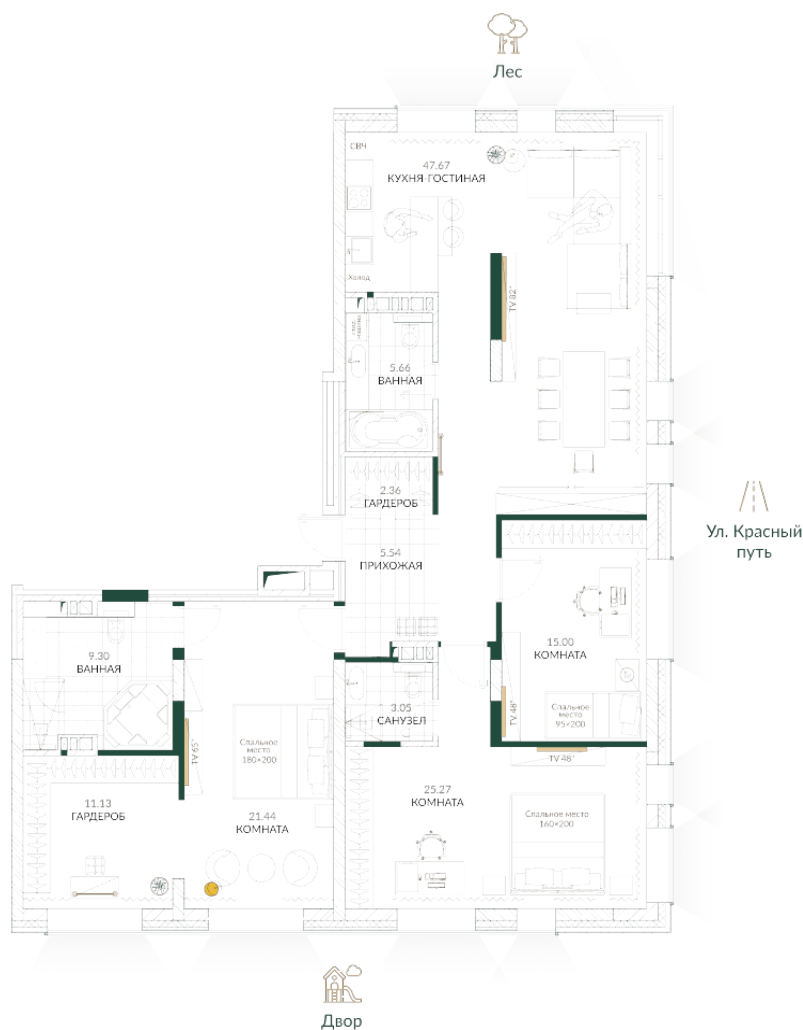 Лес
СВЧ
47.67
КУХНЯ-ГОСТИНАЯ
Холод
TV 82"
5.66
ВАННАЯ
2.36
ГАРДЕРОБ
5.54
ПРИХОЖАЯ
Ул. Красный
путь
15.00
КОМНАТА
9.30
ВАННАЯ
3.05
САНУЗЕЛ
Спальное
место
95×200
TV 48"
TV 65"
Спальное
место
180×200
TV 48"
25.27
КОМНАТА
11.13
ГАРДЕРОБ
21.44
КОМНАТА
Спальное место
160×200
Двор